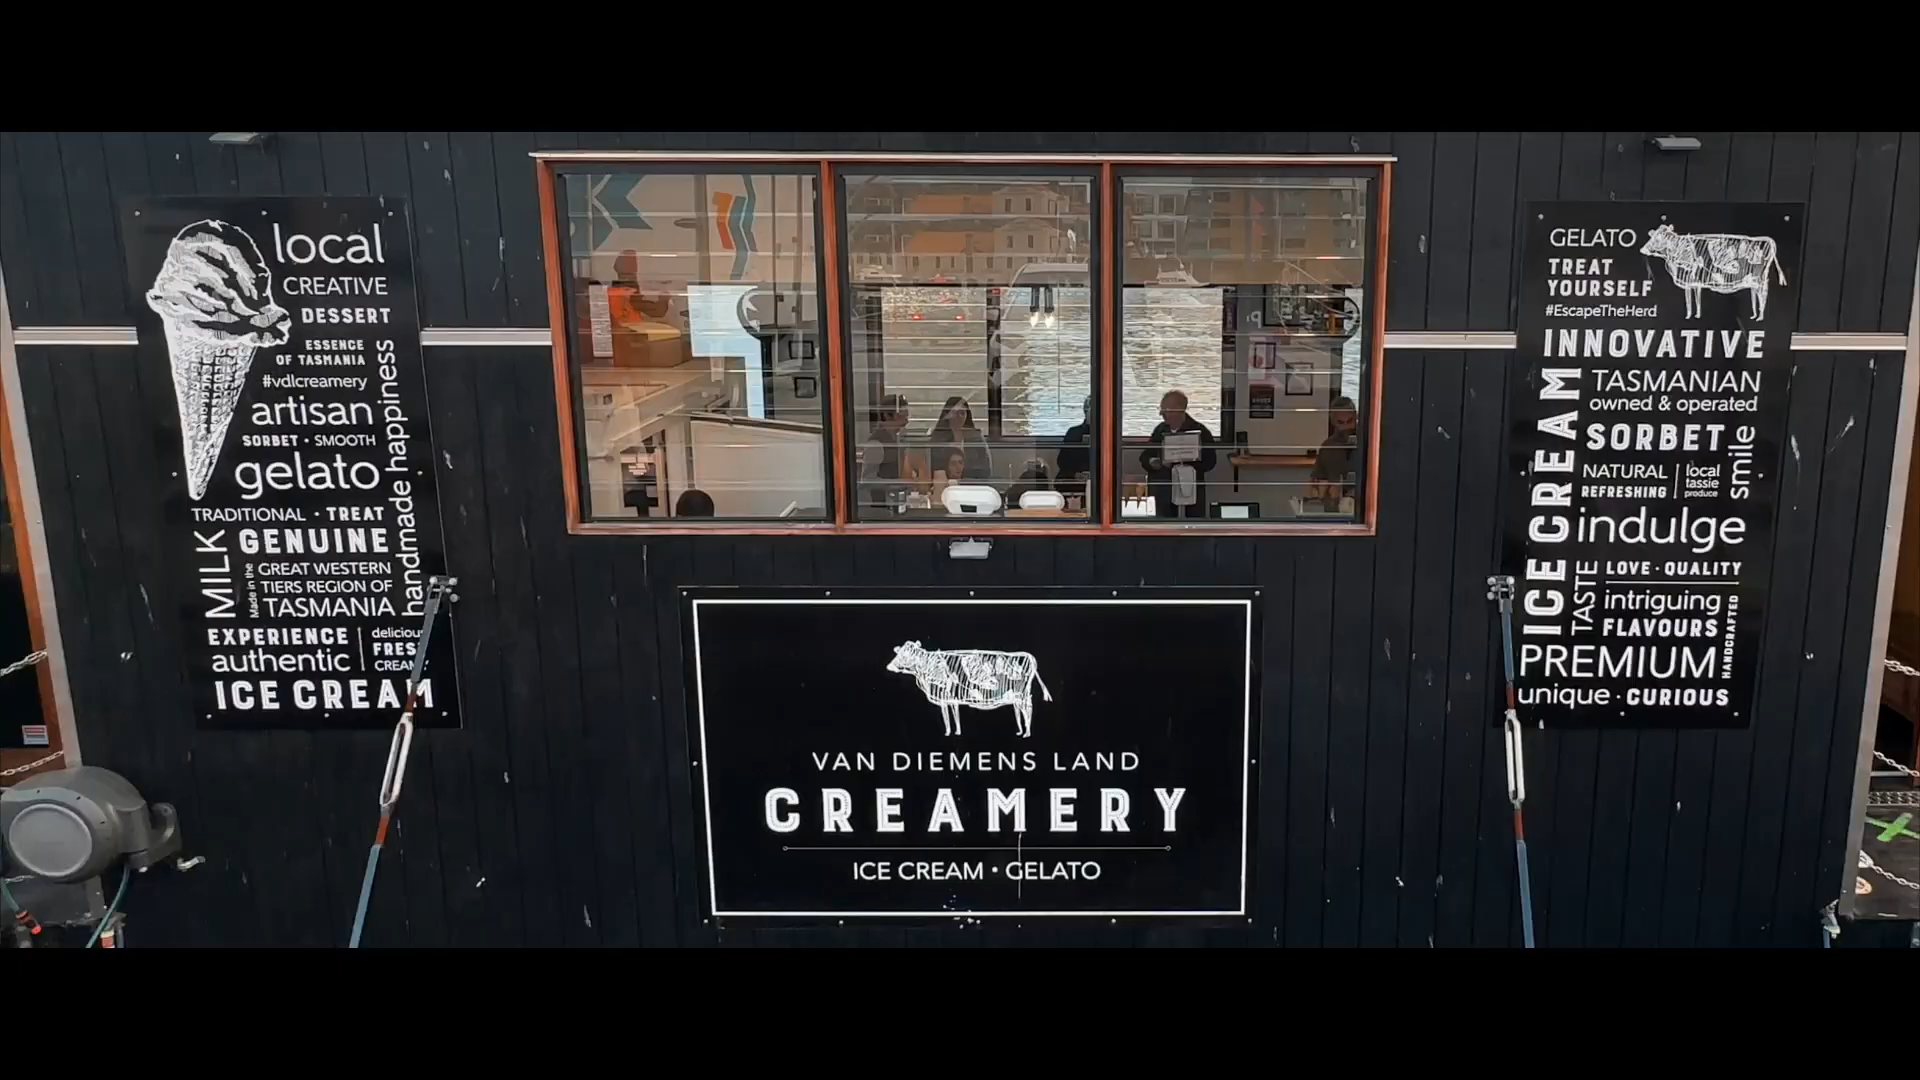 local
CREATIVE
DESSERT
ESSENCE
OF TASMANIA
#vdlcreamery
artisan
SORBET • SMOOTH
gelato
handmade happiness
TRADITIONAL • TREAT
MILK
GENUINE
Made in the
GREAT WESTERN
TIERS REGION OF
TASMANIA
EXPERIENCE
authentic
delicious
FRESH
CREAMY
ICE CREAM
VAN DIEMENS LAND
CREAMERY
ICE CREAM • GELATO
GELATO
TREAT
YOURSELF
#EscapeTheHerd
INNOVATIVE
ICE CREAM
TASMANIAN
owned & operated
SORBET
smile
NATURAL
REFRESHING
local
tassie
produce
indulge
TASTE
LOVE • QUALITY
intriguing
FLAVOURS
HANDCRAFTED
PREMIUM
unique • CURIOUS